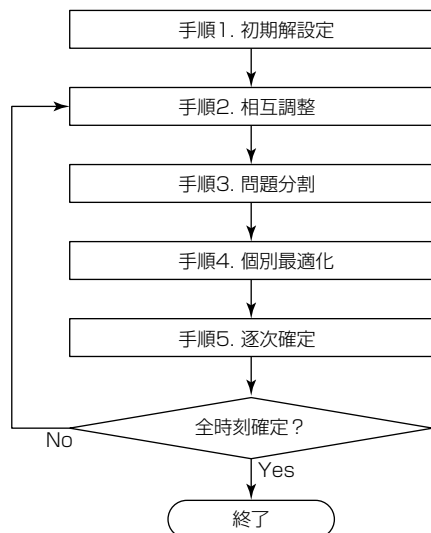 手順1. 初期解設定
手順2. 相互調整
手順3. 問題分割
手順4. 個別最適化
手順5. 逐次確定
全時刻確定？
No
Yes
終了